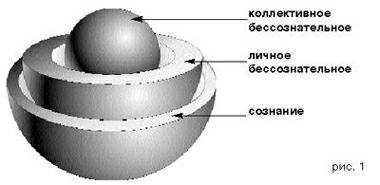 коллективное
бессознательное
личное
бессознательное
сознание
рис. 1